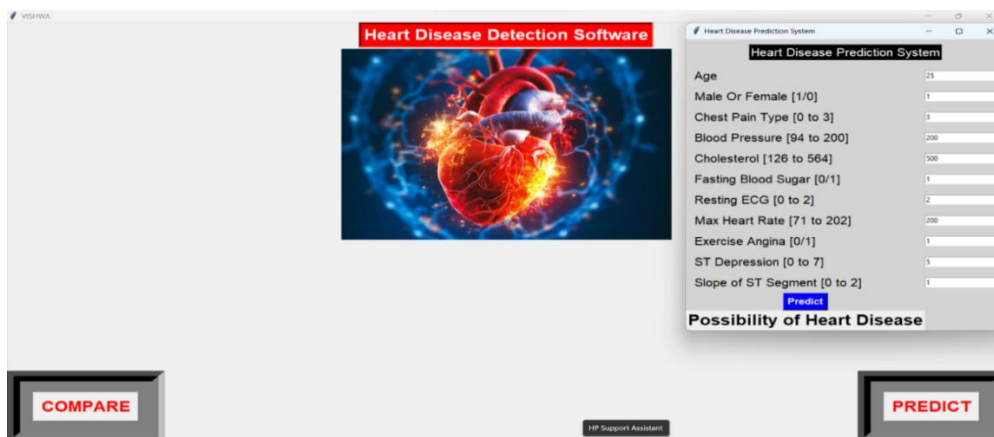 VISHWA
Heart Disease Detection Software
Heart Disease Prediction System
Heart Disease Prediction System
Age 25
Male Or Female [1/0] 1
Chest Pain Type [0 to 3] 3
Blood Pressure [94 to 200] 200
Cholesterol [126 to 564] 500
Fasting Blood Sugar [0/1] 1
Resting ECG [0 to 2] 2
Max Heart Rate [71 to 202] 200
Exercise Angina [0/1] 1
ST Depression [0 to 7] 5
Slope of ST Segment [0 to 2] 1
Predict
Possibility of Heart Disease
COMPARE
PREDICT
HP Support Assistant